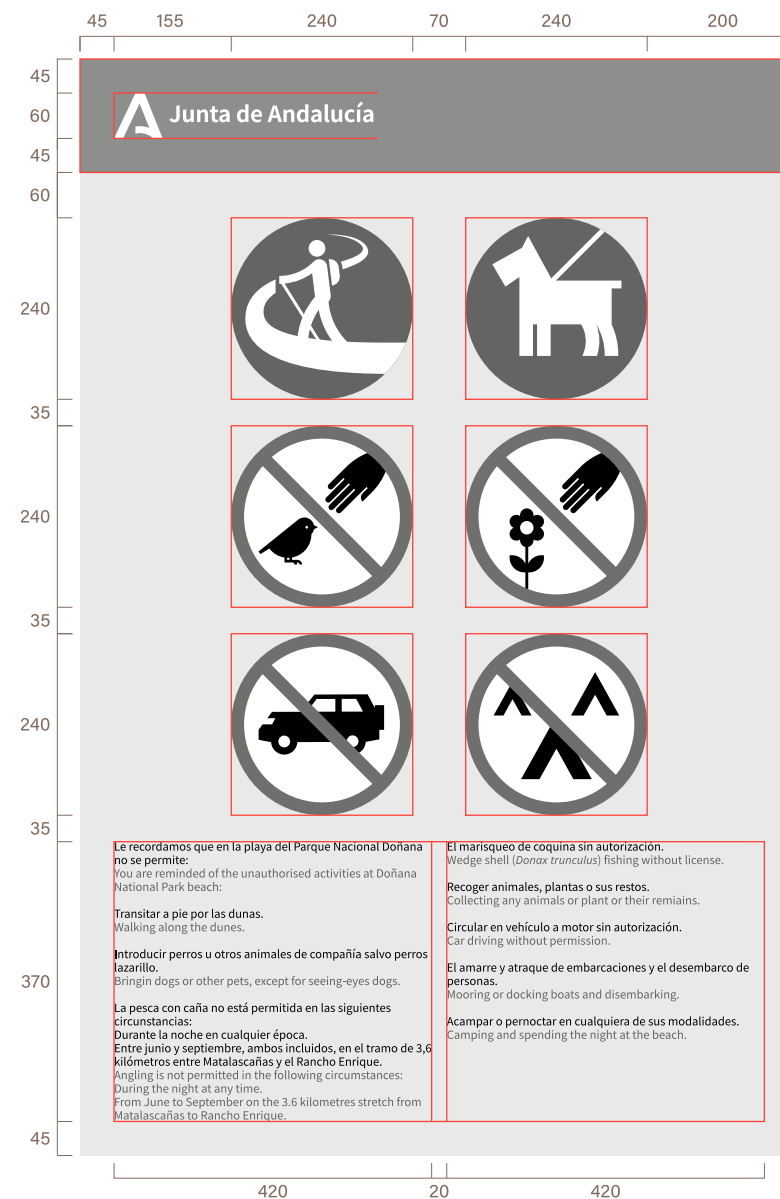 45 155 240 70 240 200
45
60
45
60
240
35
240
35
240
35
370
45
Junta de Andalucía
Le recordamos que en la playa del Parque Nacional Doñana
no se permite:
You are reminded of the unauthorised activities at Doñana
National Park beach:
Transitar a pie por las dunas.
Walking along the dunes.
Introducir perros u otros animales de compañía salvo perros
lazarillo.
Bringin dogs or other pets, except for seeing-eyes dogs.
La pesca con caña no está permitida en las siguientes
circunstancias:
Durante la noche en cualquier época.
Entre junio y septiembre, ambos incluidos, en el tramo de 3,6
kilómetros entre Matalascañas y el Rancho Enrique.
Angling is not permitted in the following circumstances:
During the night at any time.
From June to September on the 3.6 kilometres stretch from
Matalascañas to Rancho Enrique.
El marisqueo de coquina sin autorización.
Wedge shell (Donax trunculus) fishing without license.
Recoger animales, plantas o sus restos.
Collecting any animals or plant or their remiains.
Circular en vehículo a motor sin autorización.
Car driving without permission.
El amarre y atraque de embarcaciones y el desembarco de
personas.
Mooring or docking boats and disembarking.
Acampar o pernoctar en cualquiera de sus modalidades.
Camping and spending the night at the beach.
420 20 420